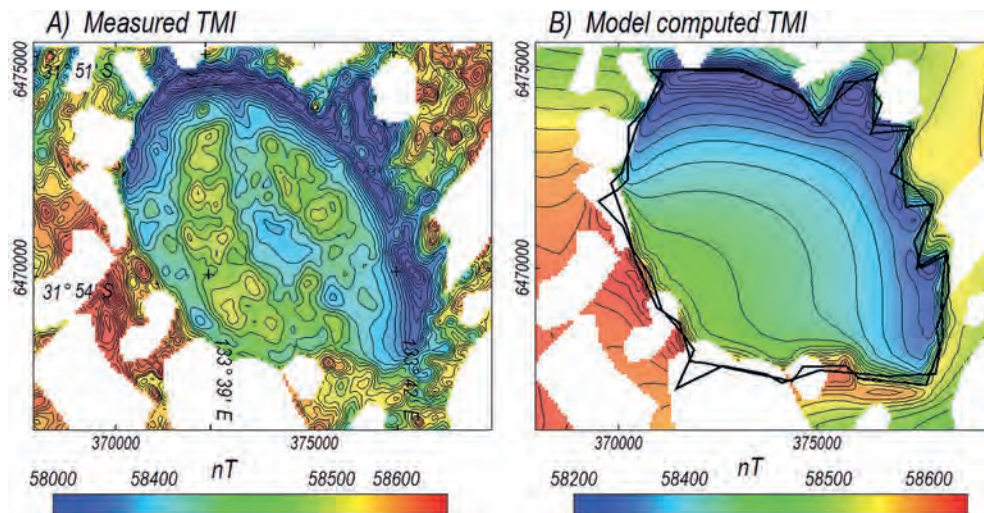 A) Measured TMI
B) Model computed TMI
6475000
31° 51' S
6470000
31° 54' S
133° 39' E
133° 42' E
370000
375000
nT
58000
58400
58500
58600
6475000
6470000
370000
375000
nT
58200
58400
58500
58600